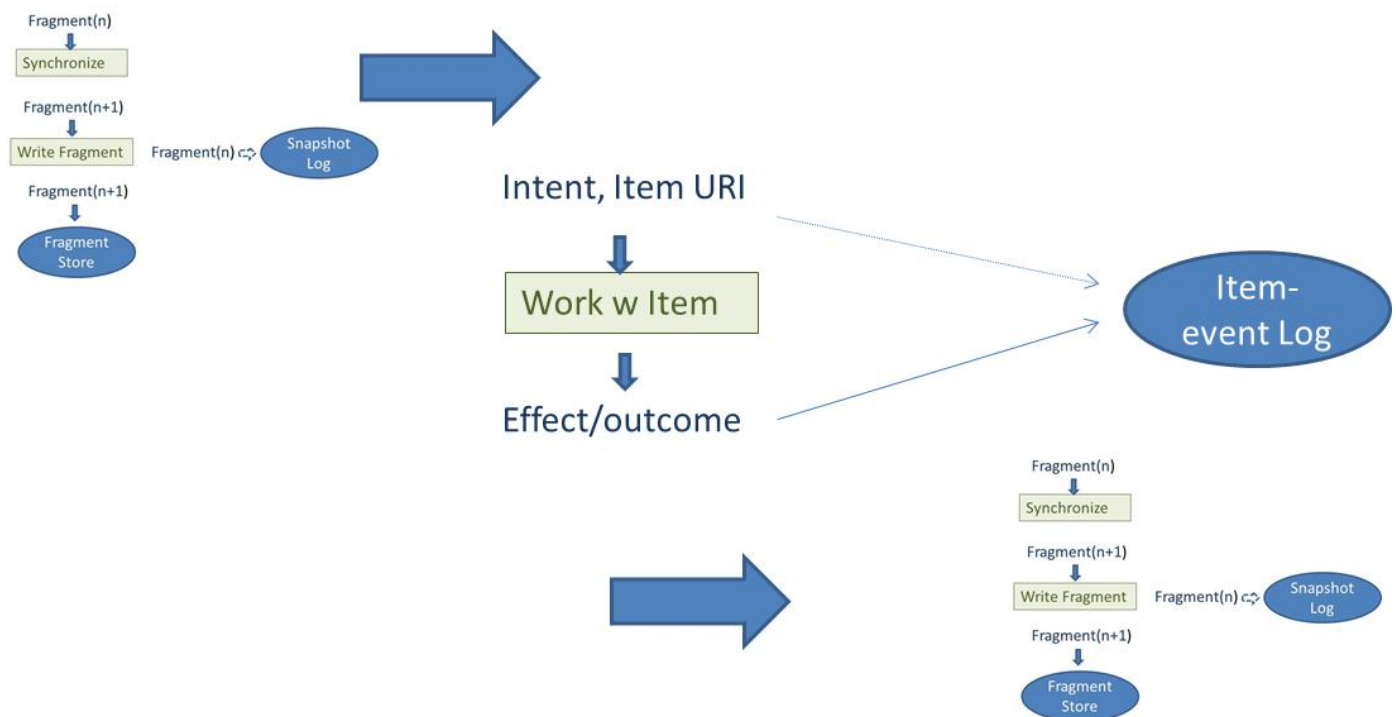 Fragment(n)
Synchronize
Fragment(n+1)
Write Fragment
Fragment(n)
Snapshot
Log
Fragment(n+1)
Fragment
Store
Intent, Item URI
Work w Item
Effect/outcome
Item-
event Log
Fragment(n)
Synchronize
Fragment(n+1)
Write Fragment
Fragment(n)
Snapshot
Log
Fragment(n+1)
Fragment
Store